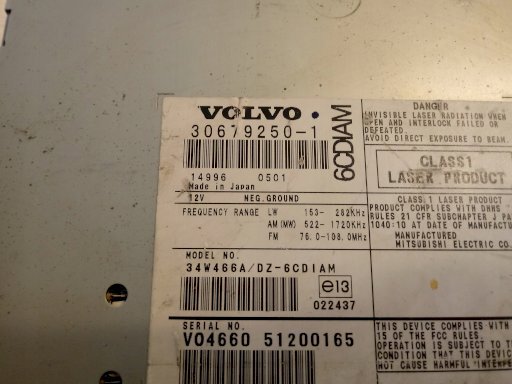 VOLVO
30679250-1
14996 0501
Made in Japan
6CDIAM
12V NEG.GROUND
FREQUENCY RANGE LW 153- 282KHz
AM(MW) 522- 1720KHz
FM 76.0-108.0MHz
MODEL NO.
34W466A/DZ-6CDIAM
e13
022437
SERIAL NO.
V04660 51200165
DANGER
INVISIBLE LASER RADIATION WHEN
OPEN AND INTERLOCK FAILED OR
DEFEATED.
AVOID DIRECT EXPOSURE TO BEAM.
CLASS1
LASER PRODUCT
CLASS 1 LASER PRODUCT
PRODUCT COMPLIES WITH DHHS
RULES 21 CFR SUBCHAPTER J PA
1040:10 AT DATE OF MANUFACTU
MANUFACTURED
MITSUBISHI ELECTRIC CO.
THIS DEVICE COMPLIES WITH
15 OF THE FCC RULES.
OPERATION IS SUBJECT TO T
CONDITION THAT THIS DEVIC
NOT CAUSE HARMFUL "INTERFE